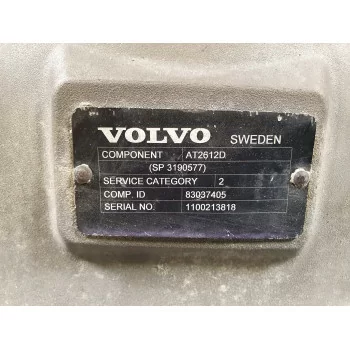 VOLVO SWEDEN
COMPONENT AT2612D
(SP 3190577)
SERVICE CATEGORY 2
COMP. ID 83037405
SERIAL NO. 1100213818